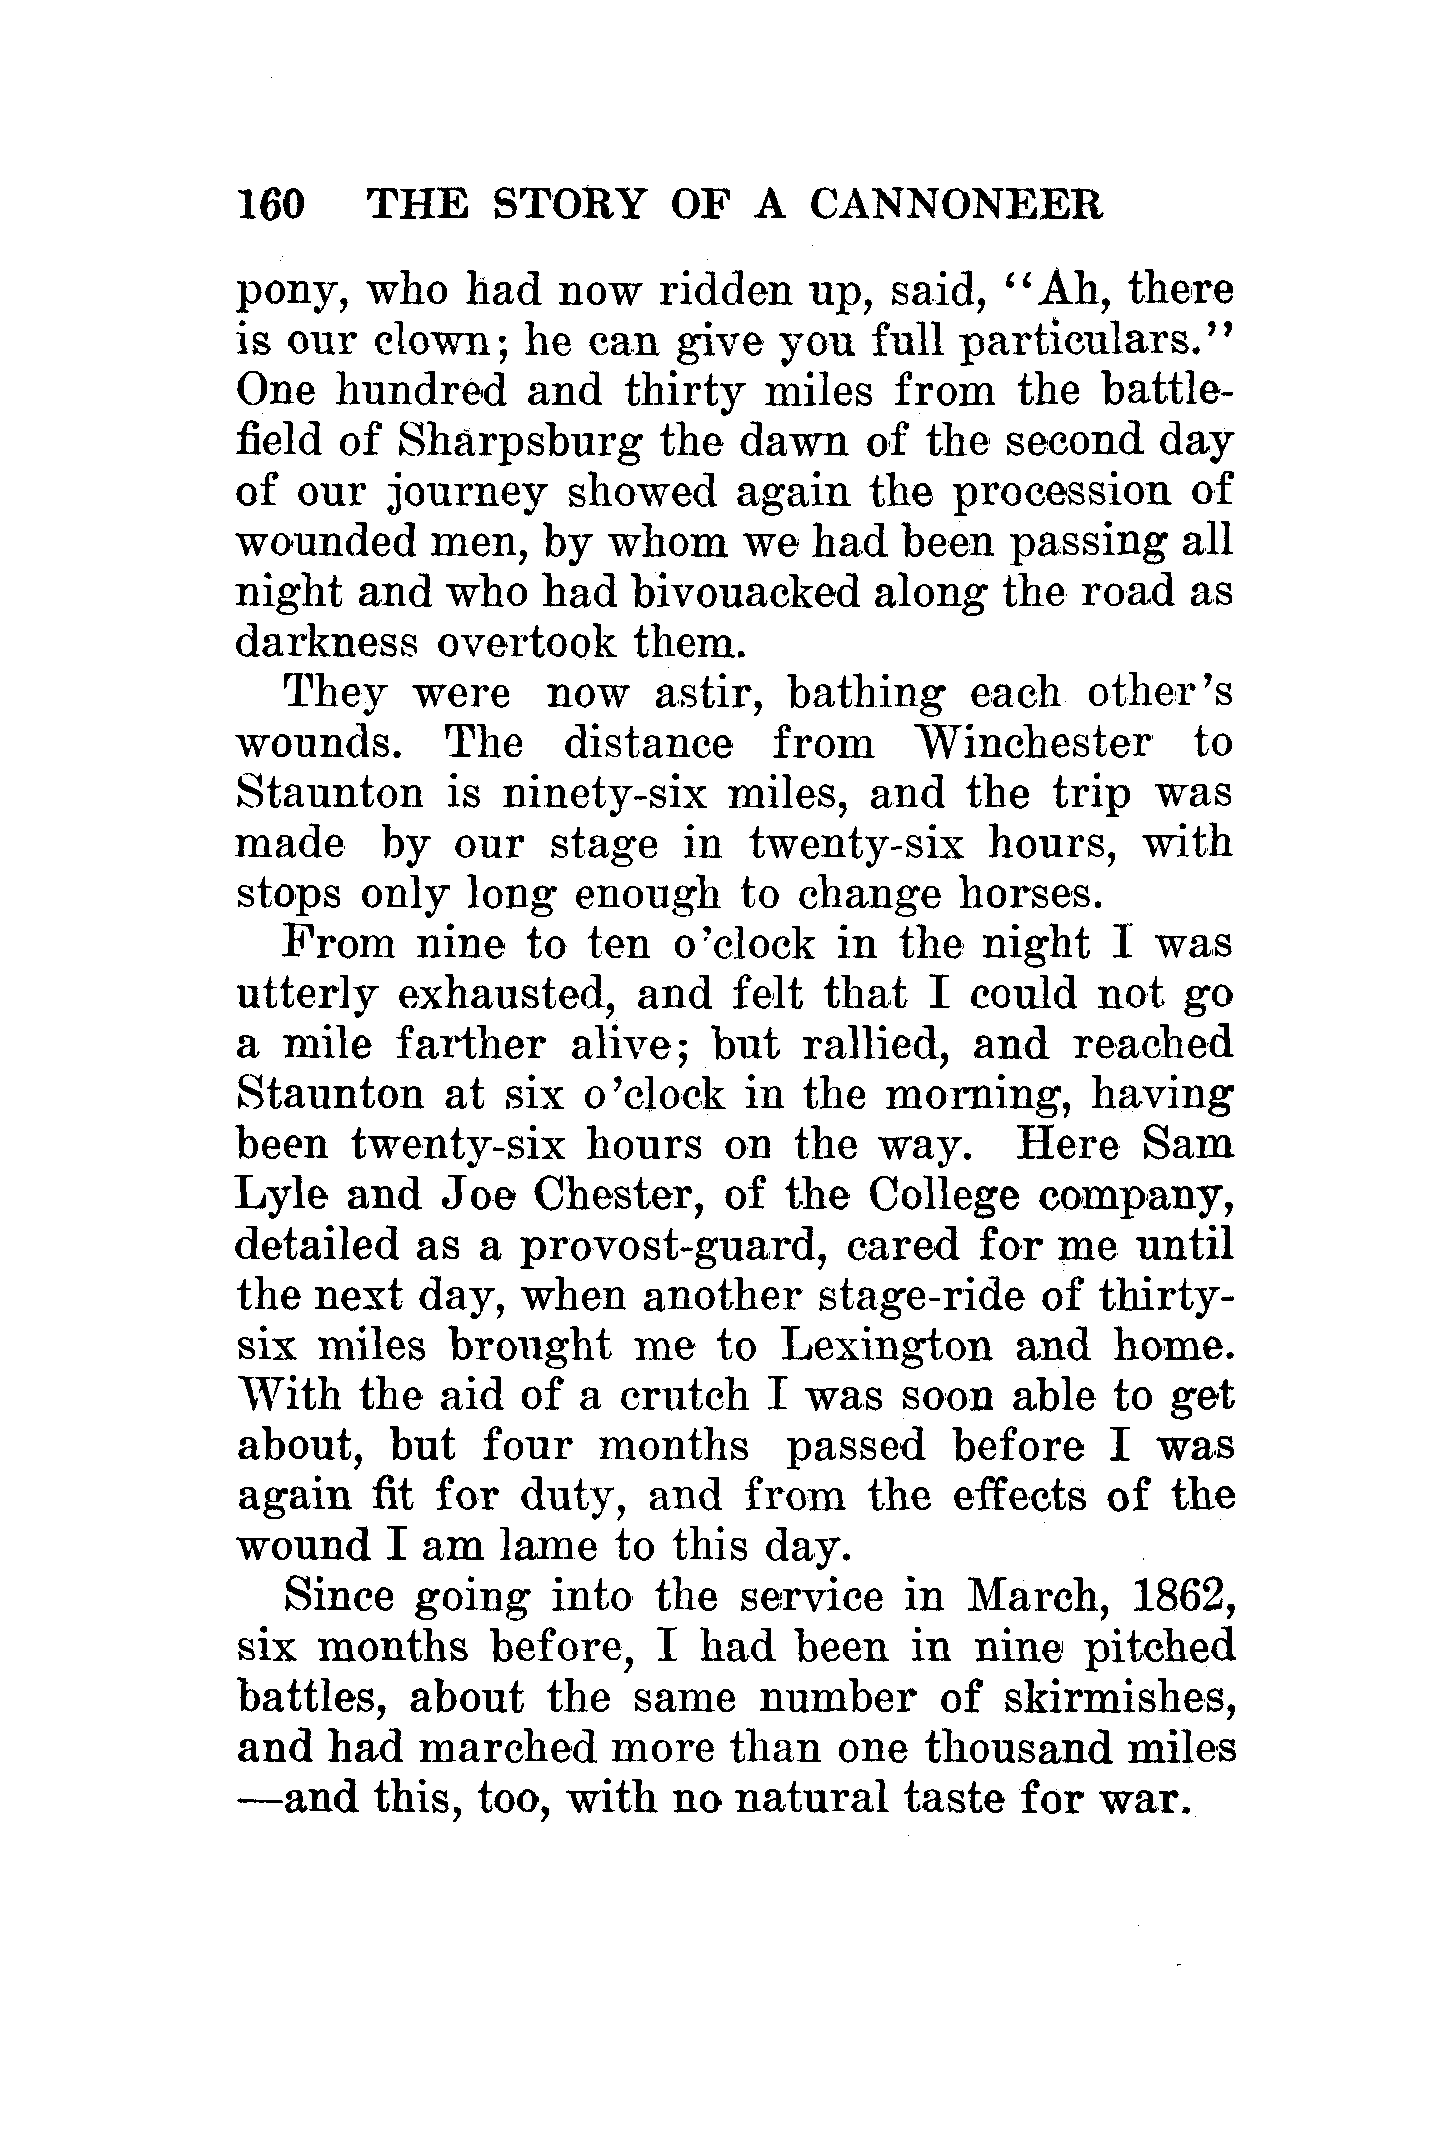 160 THE STORY OF A CANNONEER
pony, who had now ridden up, said, "Ah, there
is our clown; he can give you full particulars."
One hundred and thirty miles from the battle-
field of Sharpsburg the dawn of the second day
of our journey showed again the procession of
wounded men, by whom we had been passing all
night and who had bivouacked along the road as
darkness overtook them.
They were now astir, bathing each other's
wounds. The distance from Winchester to
Staunton is ninety-six miles, and the trip was
made by our stage in twenty-six hours, with
stops only long enough to change horses.
From nine to ten o'clock in the night I was
utterly exhausted, and felt that I could not go
a mile farther alive; but rallied, and reached
Staunton at six o'clock in the morning, having
been twenty-six hours on the way. Here Sam
Lyle and Joe Chester, of the College company,
detailed as a provost-guard, cared for me until
the next day, when another stage-ride of thirty-
six miles brought me to Lexington and home.
With the aid of a crutch I was soon able to get
about, but four months passed before I was
again fit for duty, and from the effects of the
wound I am lame to this day.
Since going into the service in March, 1862,
six months before, I had been in nine pitched
battles, about the same number of skirmishes,
and had marched more than one thousand miles
—and this, too, with no natural taste for war.